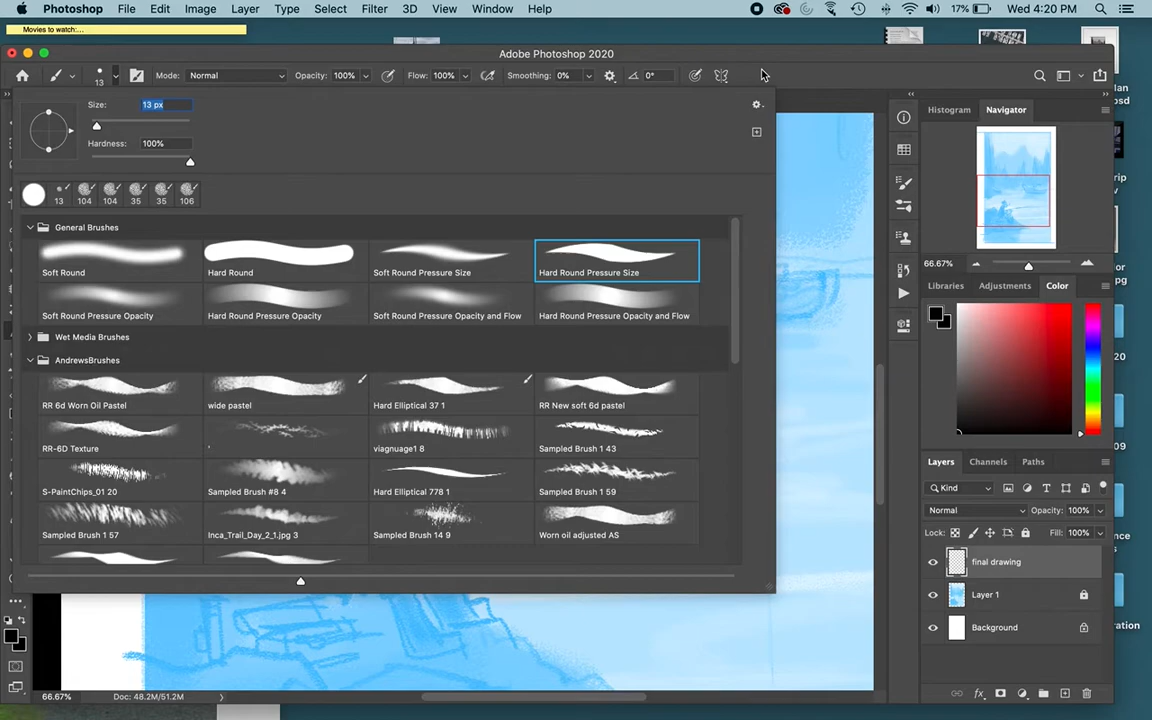 Photoshop File Edit Image Layer Type Select Filter 3D View Window Help 17% Wed 4:20 PM
Movies to watch:...
Adobe Photoshop 2020
13 Mode: Normal Opacity: 100% Flow: 100% Smoothing: 0% 0°
Size: 13 px
Hardness: 100%
13 104 104 35 35 106
General Brushes
Soft Round Hard Round Soft Round Pressure Size Hard Round Pressure Size
Soft Round Pressure Opacity Hard Round Pressure Opacity Soft Round Pressure Opacity and Flow Hard Round Pressure Opacity and Flow
Wet Media Brushes
AndrewsBrushes
RR 6d Worn Oil Pastel wide pastel Hard Elliptical 37 1 RR New soft 6d pastel
RR-6D Texture ' viagnuage1 8 Sampled Brush 1 43
S-PaintChips_01 20 Sampled Brush #8 4 Hard Elliptical 778 1 Sampled Brush 1 59
Sampled Brush 1 57 Inca_Trail_Day_2_1.jpg 3 Sampled Brush 14 9 Worn oil adjusted AS
66.67% Doc: 48.2M/51.2M
Histogram Navigator
66.67%
Libraries Adjustments Color
Layers Channels Paths
Kind
Normal Opacity: 100%
Lock: Fill: 100%
final drawing
Layer 1
Background